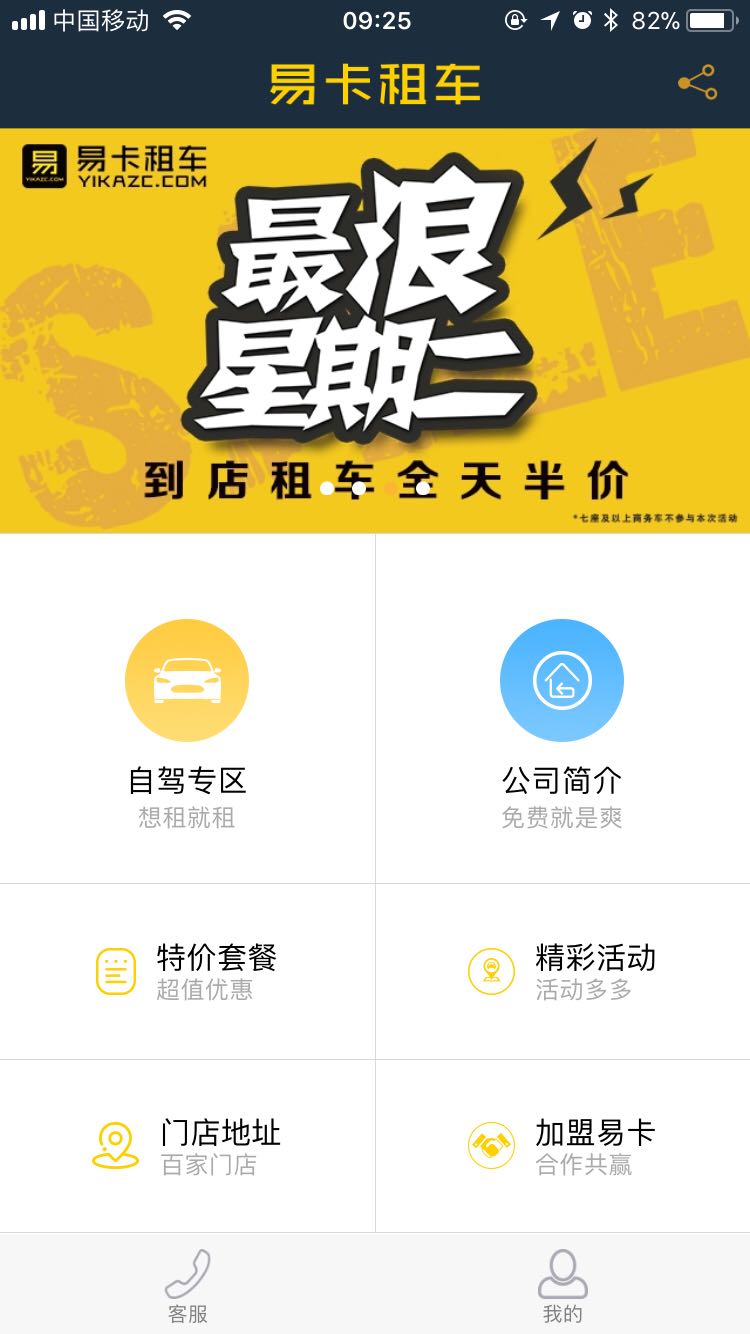 中国移动 09:25 82%
易卡租车
易 易卡租车
YIKAZC.COM YIKAZC.COM
SALE
最浪
星期二
到店租车全天半价
*七座及以上商务车不参与本次活动
自驾专区
想租就租
公司简介
免费就是爽
特价套餐
超值优惠
精彩活动
活动多多
门店地址
百家门店
加盟易卡
合作共赢
客服
我的